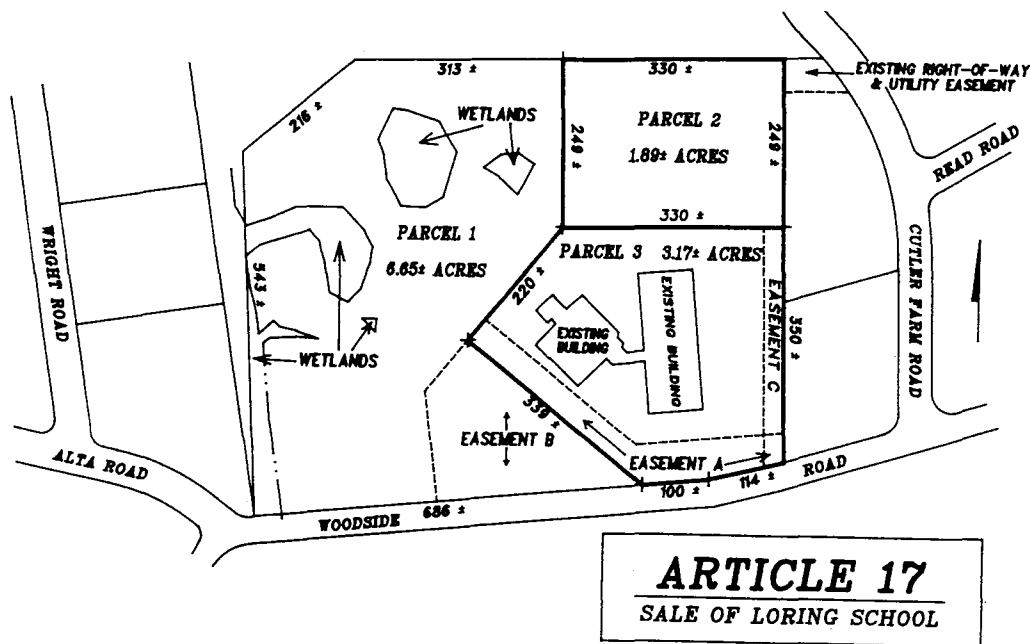 313 ±
330 ±
EXISTING RIGHT-OF-WAY
& UTILITY EASEMENT
216 ±
WETLANDS
249 ±
PARCEL 2
1.89± ACRES
249 ±
READ ROAD
330 ±
WRIGHT ROAD
PARCEL 1
6.65± ACRES
PARCEL 3 3.17± ACRES
CUTLER FARM ROAD
543 ±
220 ±
EXISTING
BUILDING
EXISTING BUILDING
EASEMENT C
350 ±
WETLANDS
339 ±
EASEMENT B
EASEMENT A
ALTA ROAD
ROAD
100 ±
114 ±
WOODSIDE
686 ±
ARTICLE 17
SALE OF LORING SCHOOL